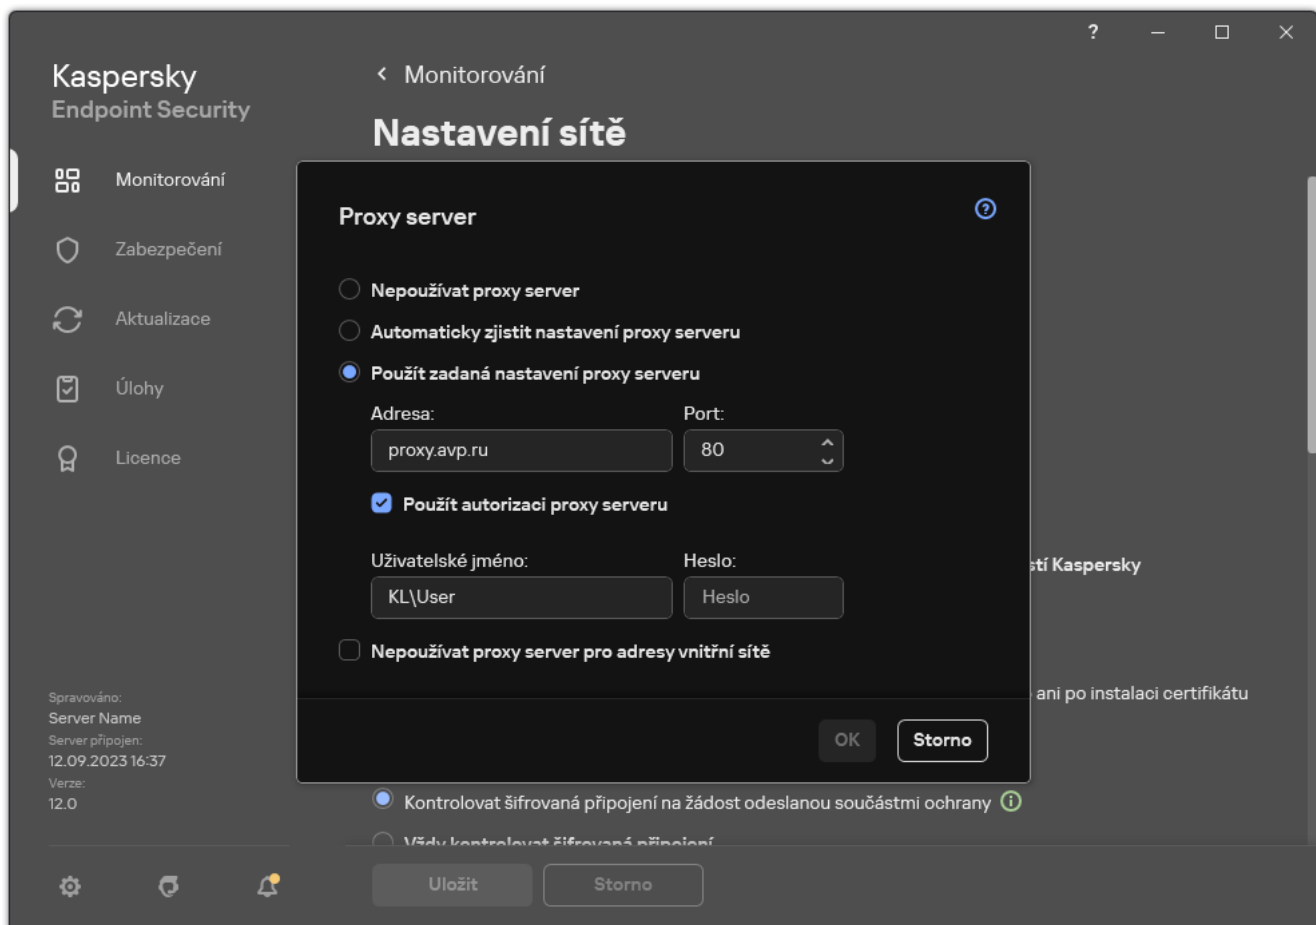 ?
Kaspersky
Endpoint Security
Monitorování
Zabezpečení
Aktualizace
Úlohy
Licence
Spravováno:
Server Name
Server připojen:
12.09.2023 16:37
Verze:
12.0
Monitorování
Nastavení sítě
Proxy server
?
Nepoužívat proxy server
Automaticky zjistit nastavení proxy serveru
Použít zadaná nastavení proxy serveru
Adresa: Port:
proxy.avp.ru 80
Použít autorizaci proxy serveru
Uživatelské jméno: Heslo:
KL\User Heslo
Nepoužívat proxy server pro adresy vnitřní sítě
OK Storno
stí Kaspersky
ani po instalaci certifikátu
Kontrolovat šifrovaná připojení na žádost odeslanou součástmi ochrany
Vždy kontrolovat šifrovaná připojení
Uložit Storno